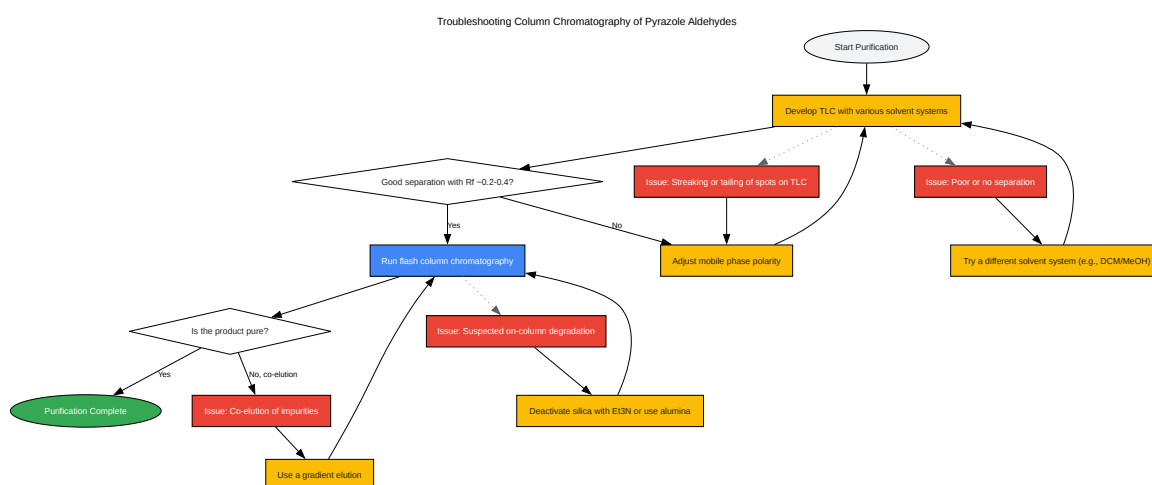 Troubleshooting Column Chromatography of Pyrazole Aldehydes
Start Purification
Develop TLC with various solvent systems
Good separation with Rf ~0.2-0.4?
Issue: Streaking or tailing of spots on TLC
Issue: Poor or no separation
Yes
No
Run flash column chromatography
Adjust mobile phase polarity
Try a different solvent system (e.g., DCM/MeOH)
Is the product pure?
Issue: Suspected on-column degradation
Yes
No, co-elution
Purification Complete
Issue: Co-elution of impurities
Deactivate silica with Et3N or use alumina
Use a gradient elution